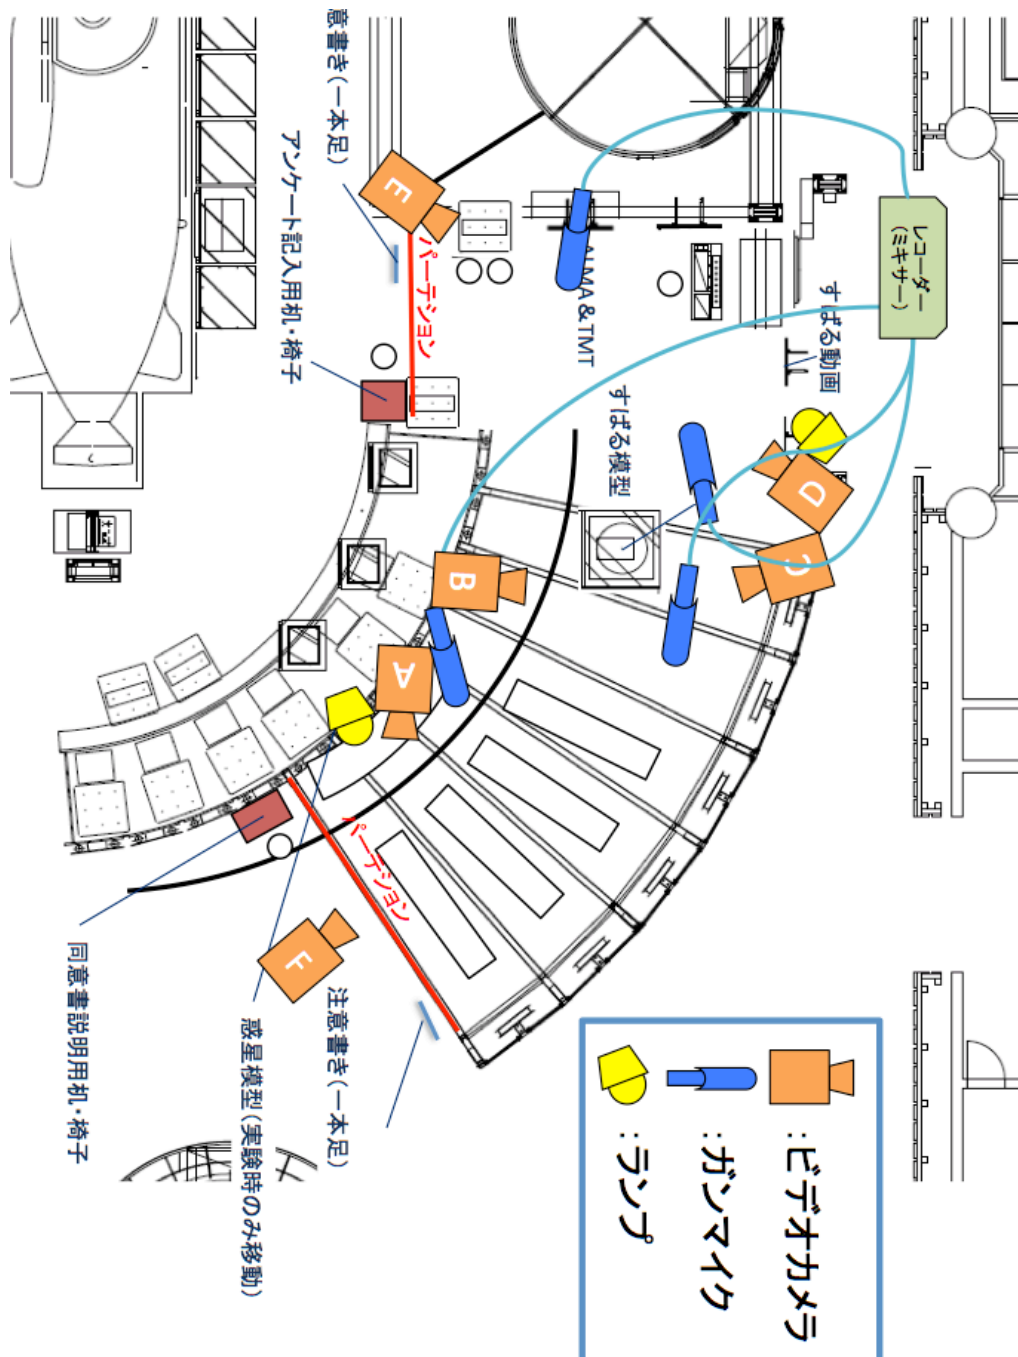 レコーダー
(ミキサー)
すばる動画
ALMA&TMT
すばる模型
パーテーション
意書き(一本足)
アンケート記入用机・椅子
A
B
C
D
E
F
パーテション
注意書き(一本足)
惑星模型(実験時のみ移動)
同意書説明用机・椅子
:ビデオカメラ
:ガンマイク
:ランプ